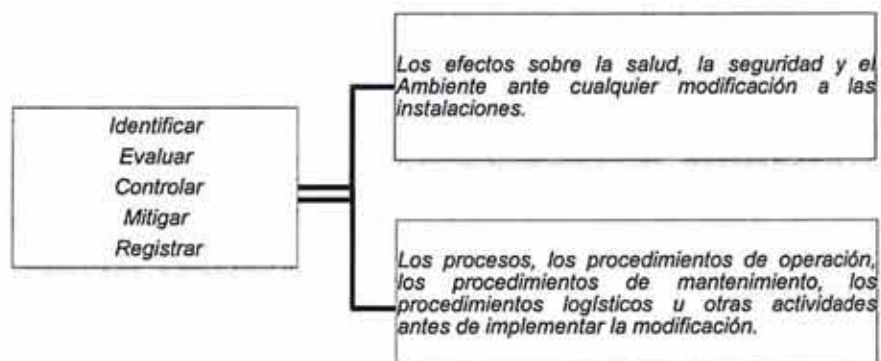 Identificar
Evaluar
Controlar
Mitigar
Registrar
Los efectos sobre la salud, la seguridad y el
Ambiente ante cualquier modificación a las
instalaciones.
Los procesos, los procedimientos de operación,
los procedimientos de mantenimiento, los
procedimientos logísticos u otras actividades
antes de implementar la modificación.